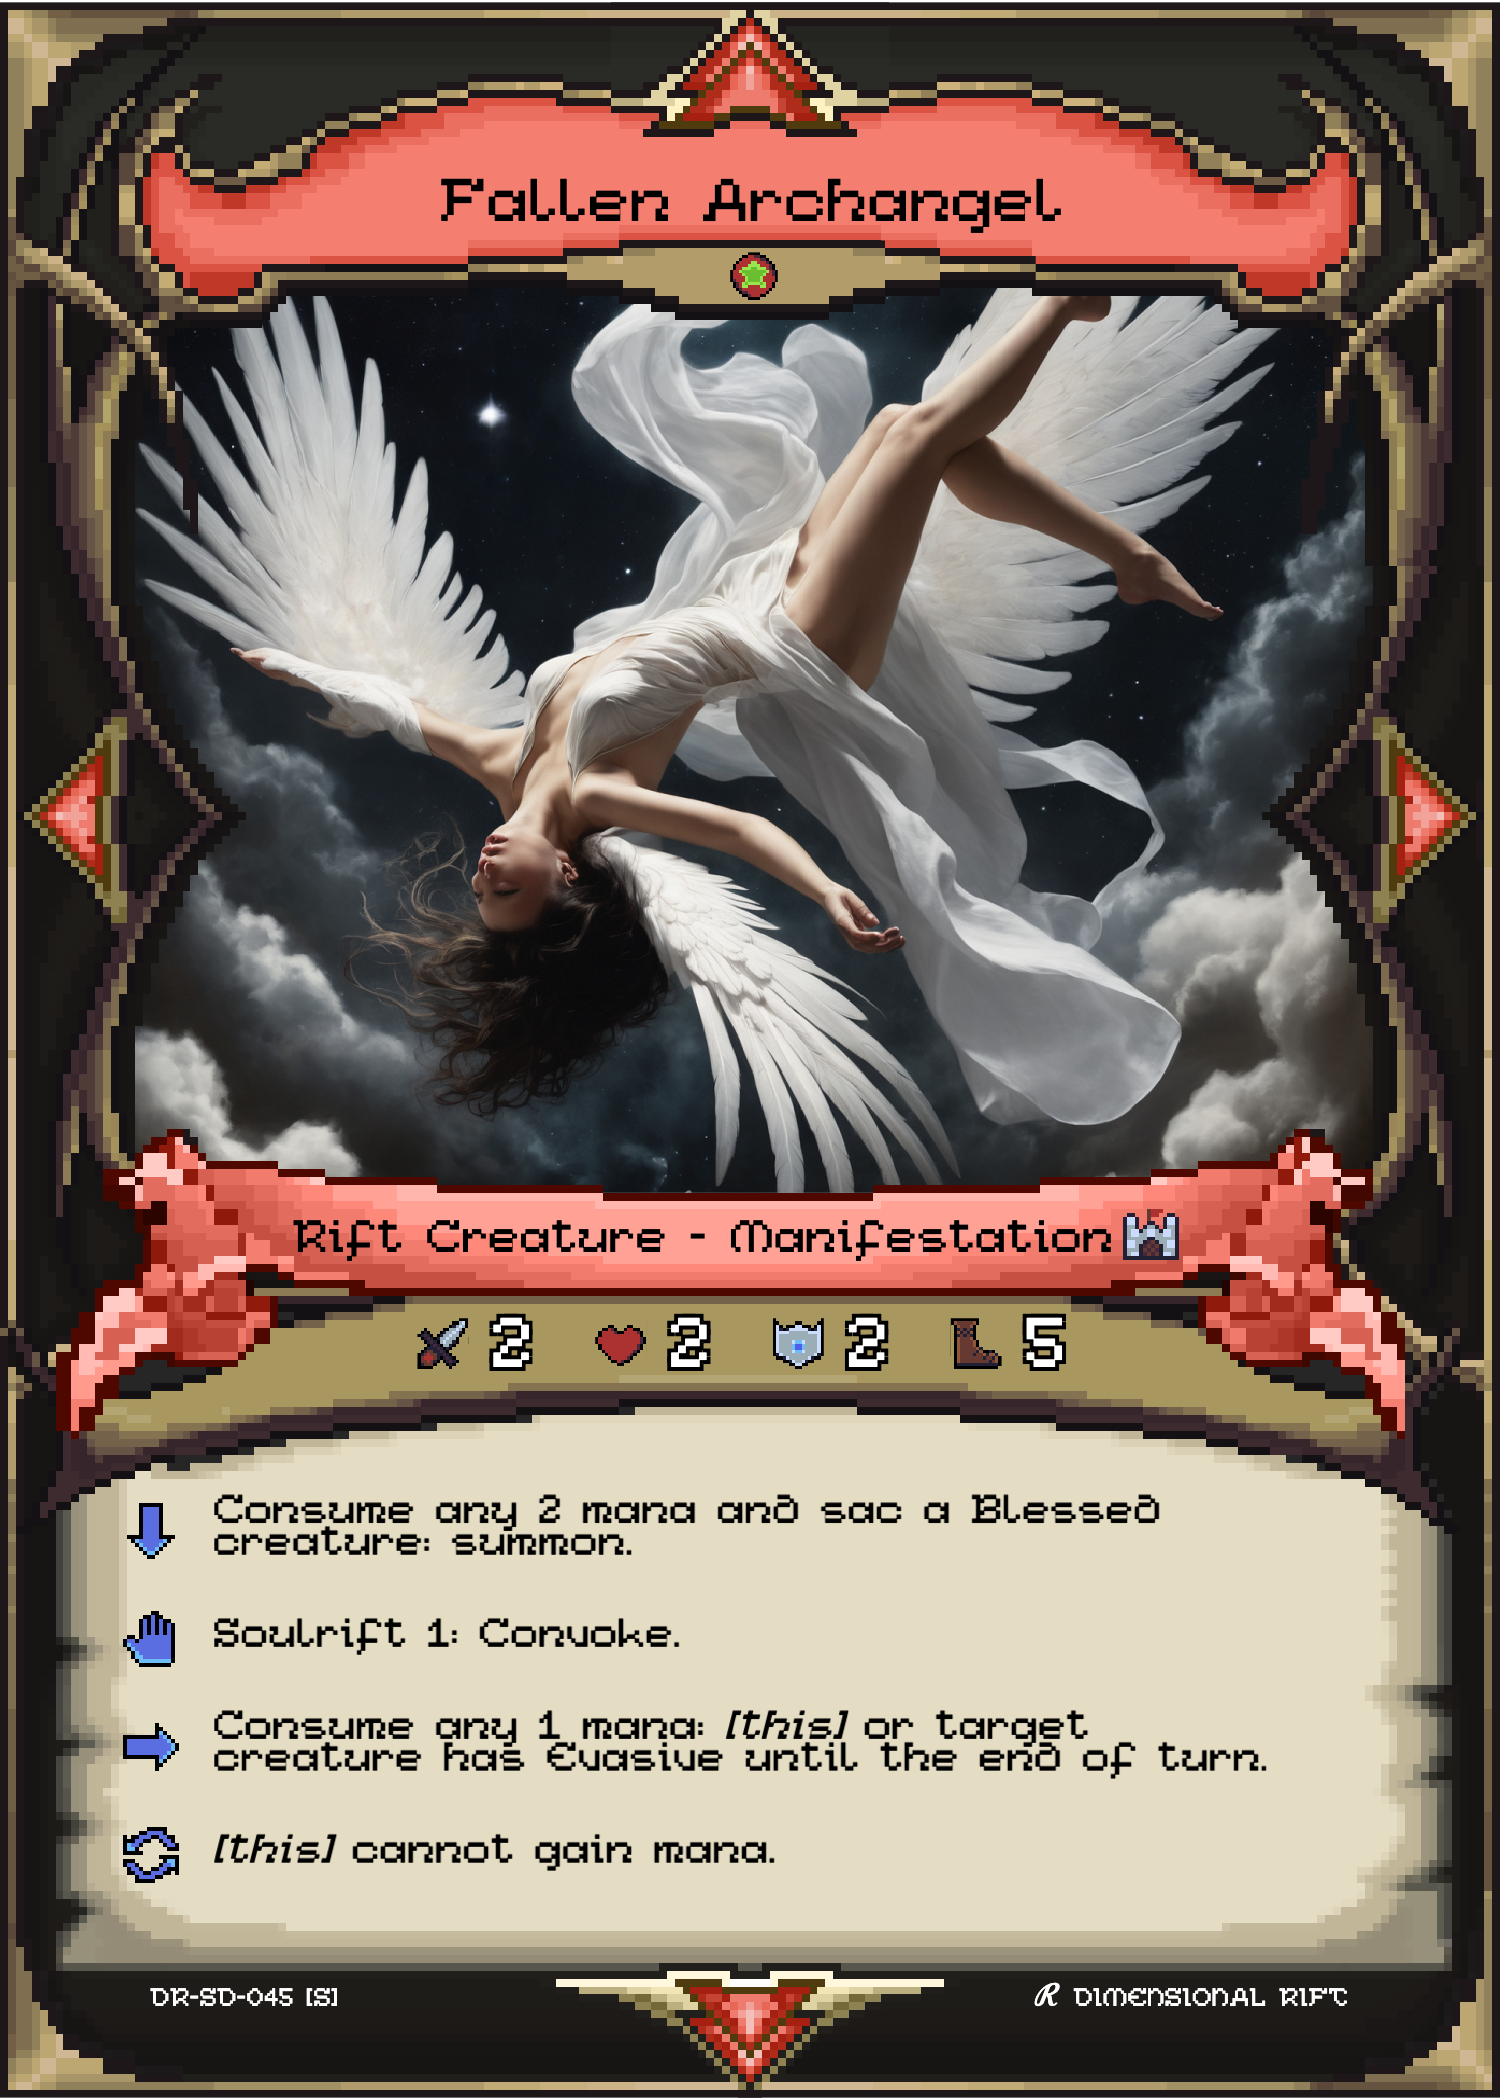 Fallen Archangel
Rift Creature - Manifestation
2 2 2 5
Consume any 2 mana and sac a Blessed
creature: summon.
Soulrift 1: Convoke.
Consume any 1 mana: [this] or target
creature has Evasive until the end of turn.
[this] cannot gain mana.
DR-SD-045 [S]
R DIMENSIONAL RIFT